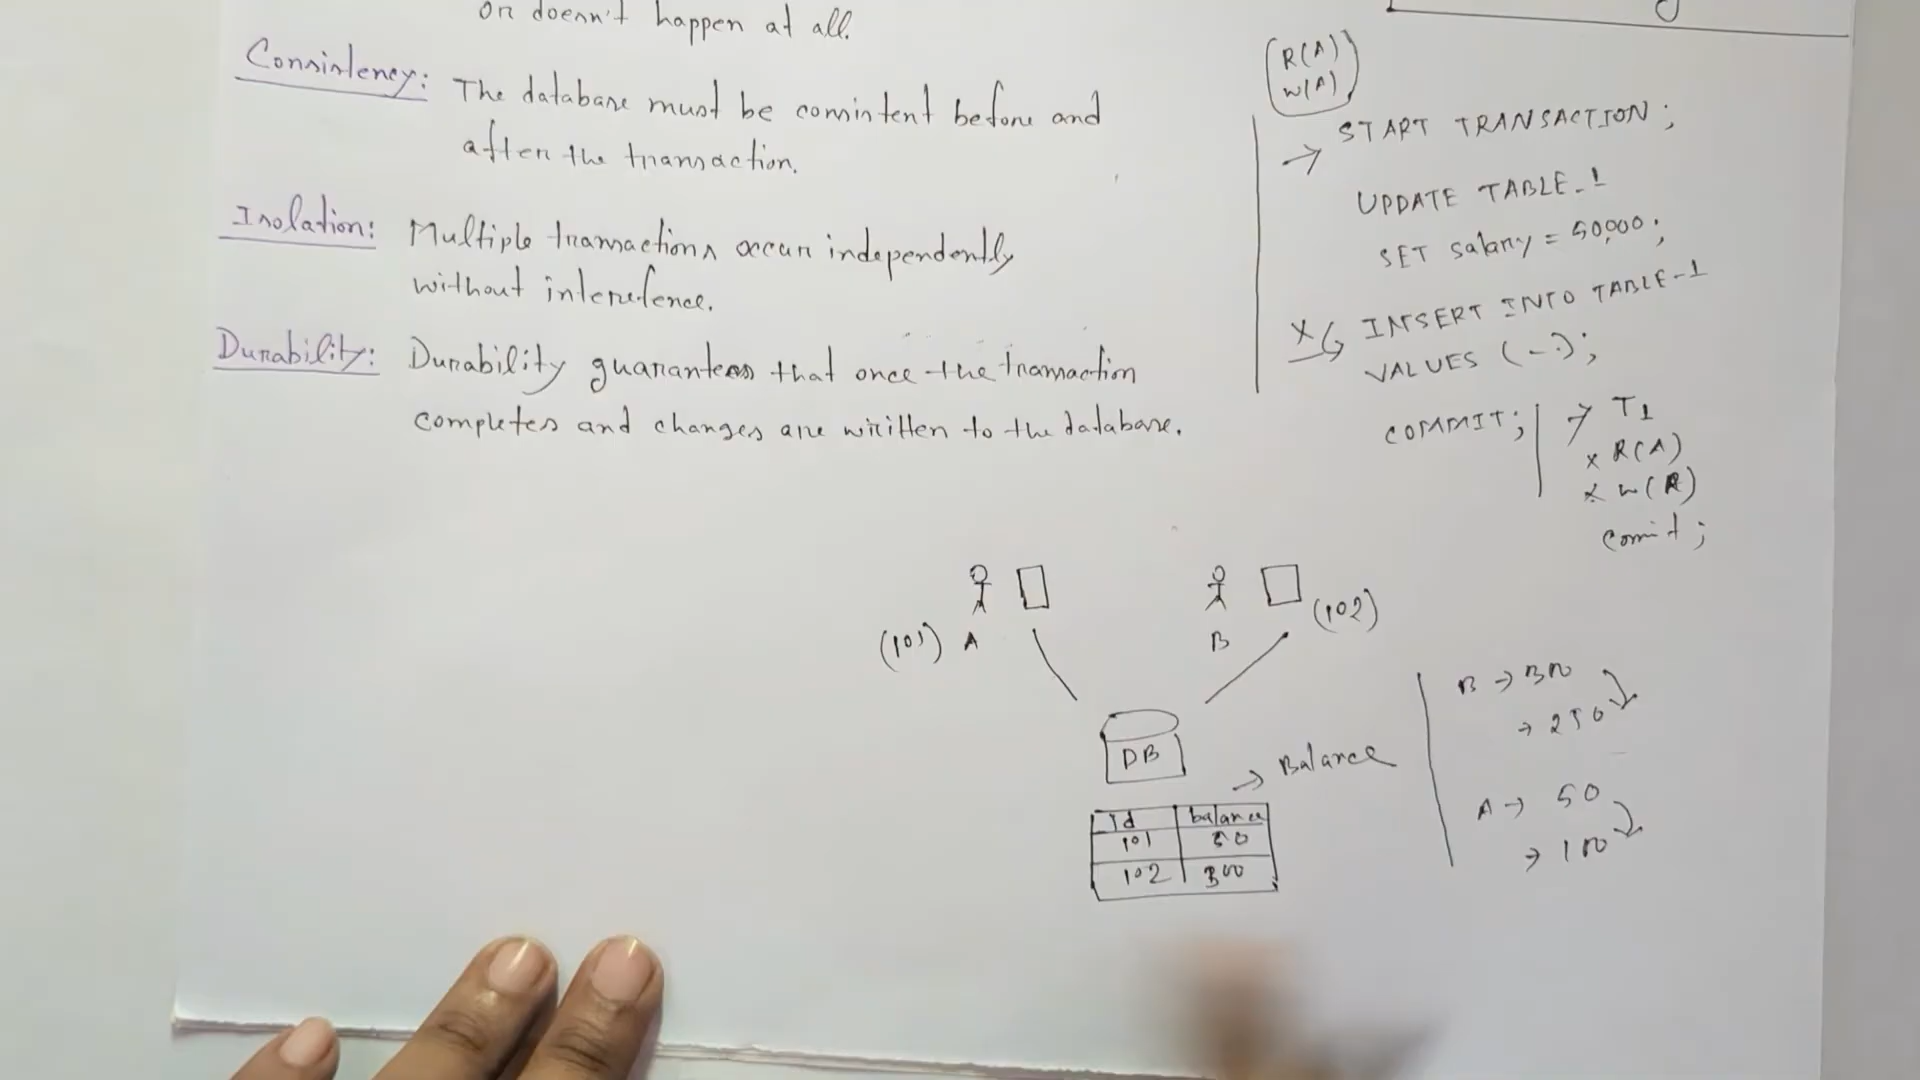 or doesn't happen at all.
Consistency: The database must be consistent before and
after the transaction.
Isolation: Multiple transactions occur independently
without interefence.
Durability: Durability guarantees that once the transaction
completes and changes are written to the database.
R(A)
W(A)
→ START TRANSACTION;
UPDATE TABLE-1
SET salary = 50,000;
INSERT INTO TABLE-1
VALUES (- -);
COMMIT;
→ T1
x R(A)
x W(A)
Commit;
(101) A
B (102)
DB
→ Balance
Id balance
101 50
102 300
B → 300
→ 250
A → 50
→ 100